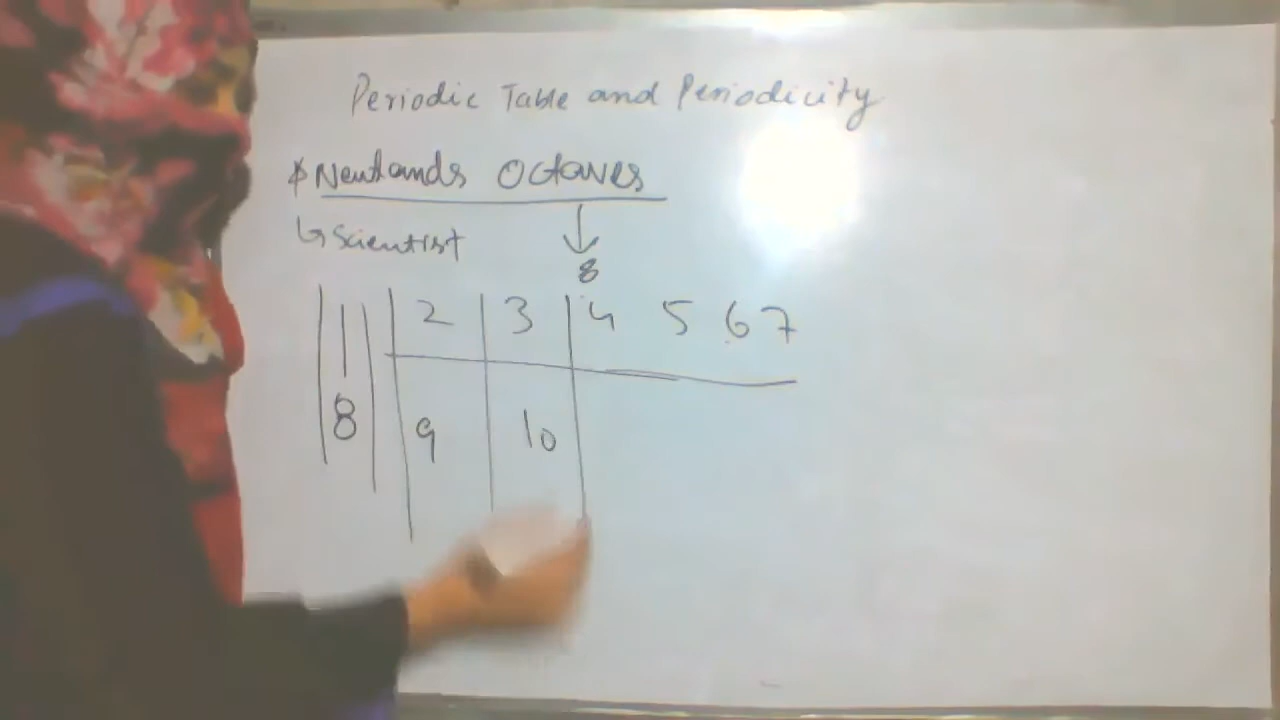 Periodic Table and Periodicity
* Newlands Octaves
↳ Scientist
8
1 2 3 4 5 6 7
8 9 10